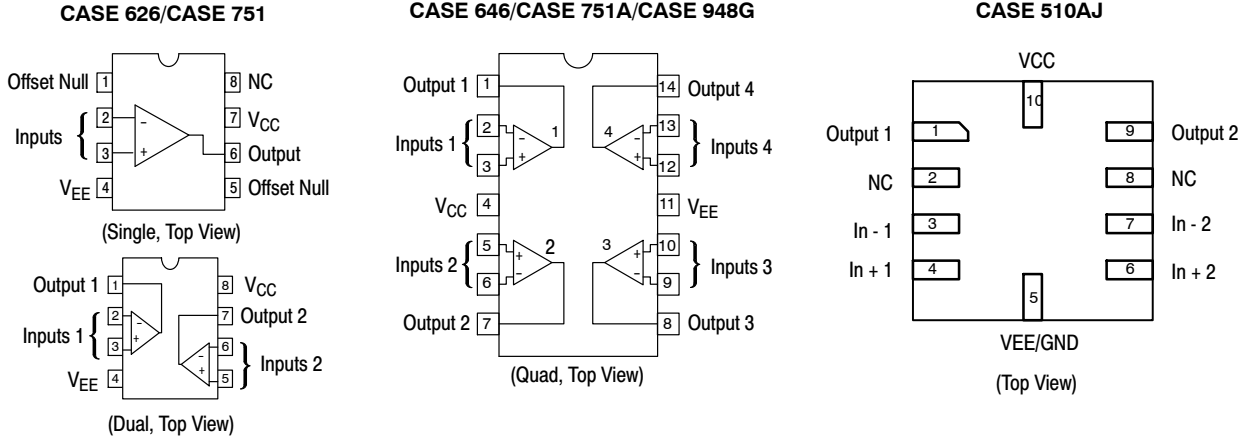 CASE 626/CASE 751
Offset Null 1 8 NC
Inputs 2 - 7 VCC
3 + 6 Output
VEE 4 5 Offset Null
(Single, Top View)
Output 1 1 8 VCC
Inputs 1 2 - 7 Output 2
3 + - 6 Inputs 2
VEE 4 + 5
(Dual, Top View)
CASE 646/CASE 751A/CASE 948G
Output 1 1 14 Output 4
Inputs 1 2 - 1 4 - 13 Inputs 4
3 + + 12
VCC 4 11 VEE
Inputs 2 5 + 2 3 + 10 Inputs 3
6 - - 9
Output 2 7 8 Output 3
(Quad, Top View)
CASE 510AJ
VCC
10
Output 1 1 9 Output 2
NC 2 8 NC
In - 1 3 7 In - 2
In + 1 4 6 In + 2
5
VEE/GND
(Top View)